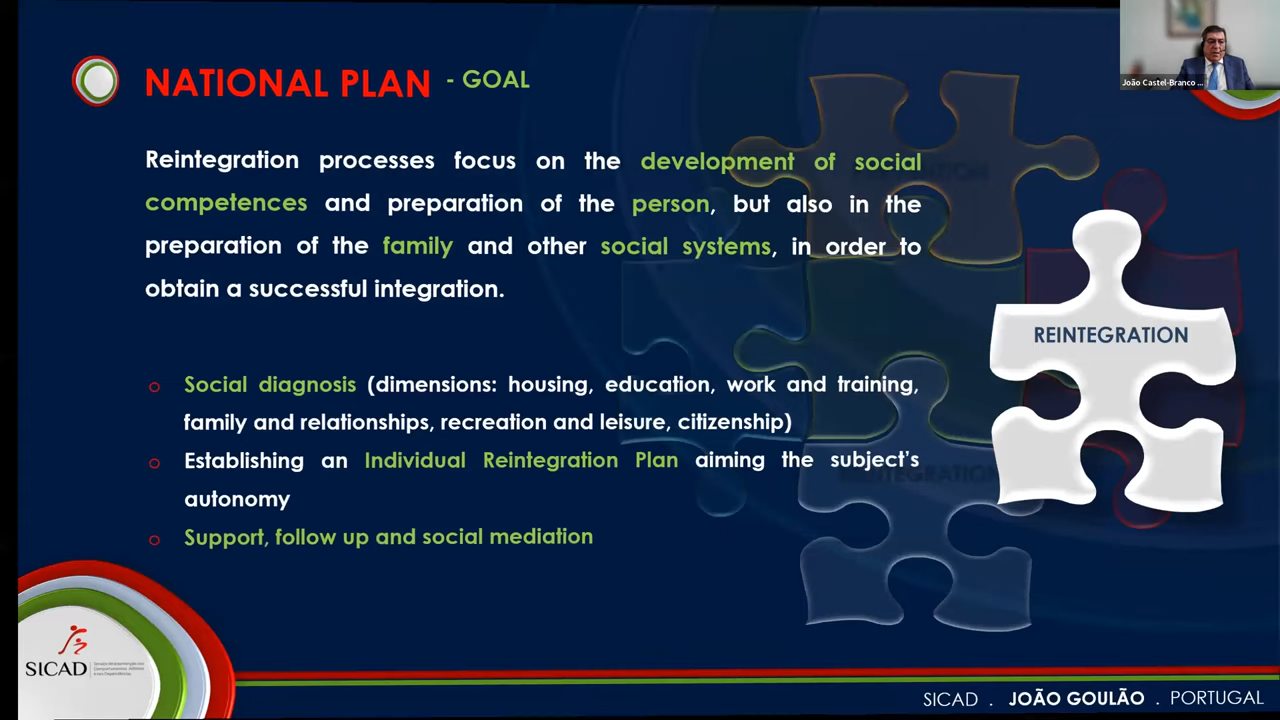 João Castel-Branco ...
NATIONAL PLAN - GOAL
Reintegration processes focus on the development of social
competences and preparation of the person, but also in the
preparation of the family and other social systems, in order to
obtain a successful integration.
REINTEGRATION
o Social diagnosis (dimensions: housing, education, work and training,
family and relationships, recreation and leisure, citizenship)
o Establishing an Individual Reintegration Plan aiming the subject's
autonomy
o Support, follow up and social mediation
SICAD
SICAD . JOÃO GOULÃO . PORTUGAL